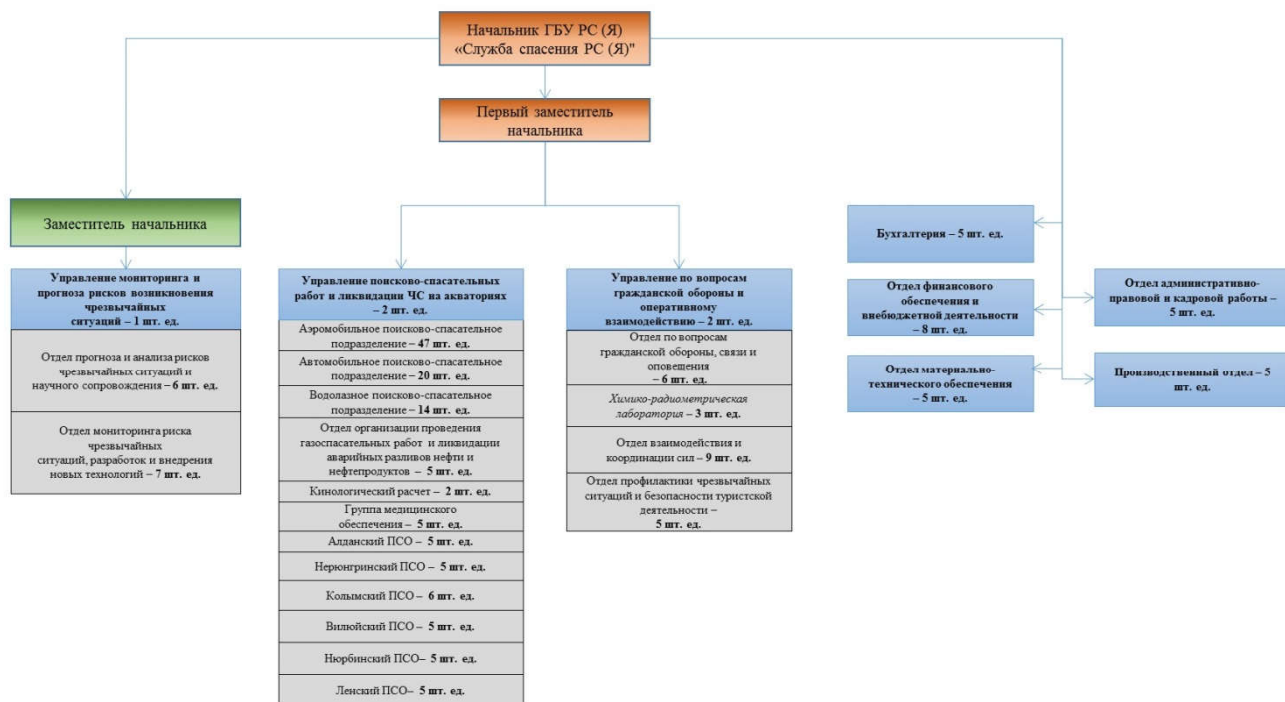 Начальник ГБУ РС (Я)
«Служба спасения РС (Я)"
Первый заместитель
начальника
Заместитель начальника
Управление мониторинга и
прогноза рисков возникновения
чрезвычайных
ситуаций – 1 шт. ед.
Отдел прогноза и анализа рисков
чрезвычайных ситуаций и
научного сопровождения – 6 шт. ед.
Отдел мониторинга риска
чрезвычайных
ситуаций, разработок и внедрения
новых технологий – 7 шт. ед.
Управление поисково-спасательных
работ и ликвидации ЧС на акваториях
– 2 шт. ед.
Аэромобильное поисково-спасательное
подразделение – 47 шт. ед.
Автомобильное поисково-спасательное
подразделение – 20 шт. ед.
Водолазное поисково-спасательное
подразделение – 14 шт. ед.
Отдел организации проведения
газоспасательных работ и ликвидации
аварийных разливов нефти и
нефтепродуктов – 5 шт. ед.
Кинологический расчет – 2 шт. ед.
Группа медицинского
обеспечения – 5 шт. ед.
Алданский ПСО – 5 шт. ед.
Нерюнгринский ПСО – 5 шт. ед.
Колымский ПСО – 6 шт. ед.
Вилюйский ПСО – 5 шт. ед.
Нюрбинский ПСО– 5 шт. ед.
Ленский ПСО– 5 шт. ед.
Управление по вопросам
гражданской обороны и
оперативному
взаимодействию – 2 шт. ед.
Отдел по вопросам
гражданской обороны, связи и
оповещения
– 6 шт. ед.
Химико-радиометрическая
лаборатория – 3 шт. ед.
Отдел взаимодействия и
координации сил – 9 шт. ед.
Отдел профилактики чрезвычайных
ситуаций и безопасности туристской
деятельности –
5 шт. ед.
Бухгалтерия – 5 шт. ед.
Отдел финансового
обеспечения и
внебюджетной деятельности
– 8 шт. ед.
Отдел материально-
технического обеспечения
– 5 шт. ед.
Отдел административно-
правовой и кадровой работы –
5 шт. ед.
Производственный отдел – 5
шт. ед.